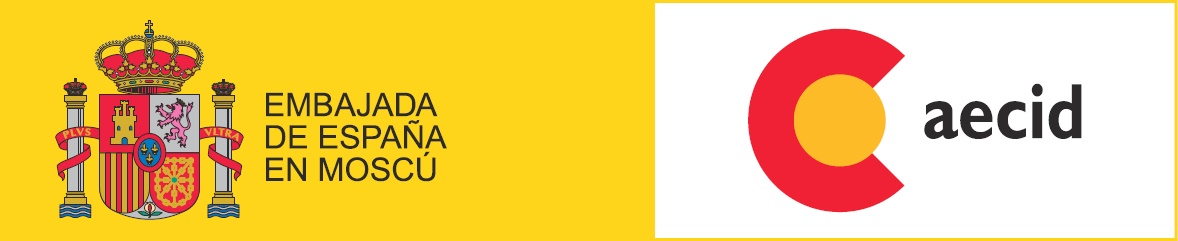 PLVS VLTRA
EMBAJADA
DE ESPAÑA
EN MOSCÚ
aecid